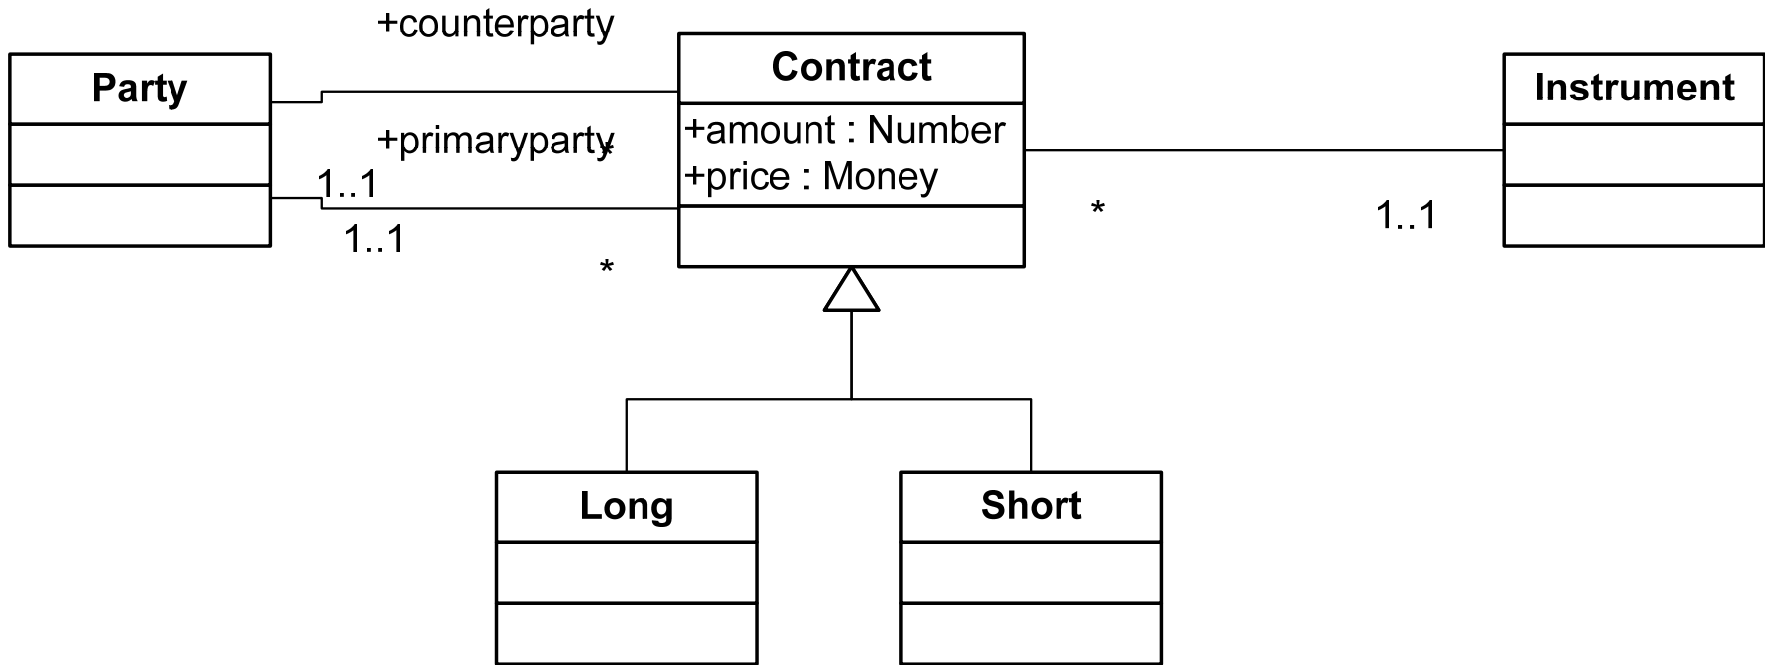 +counterparty
Party
Contract
Instrument
+amount : Number
+primaryparty
*
+price : Money
1..1
*
1..1
1..1
*
Long
Short